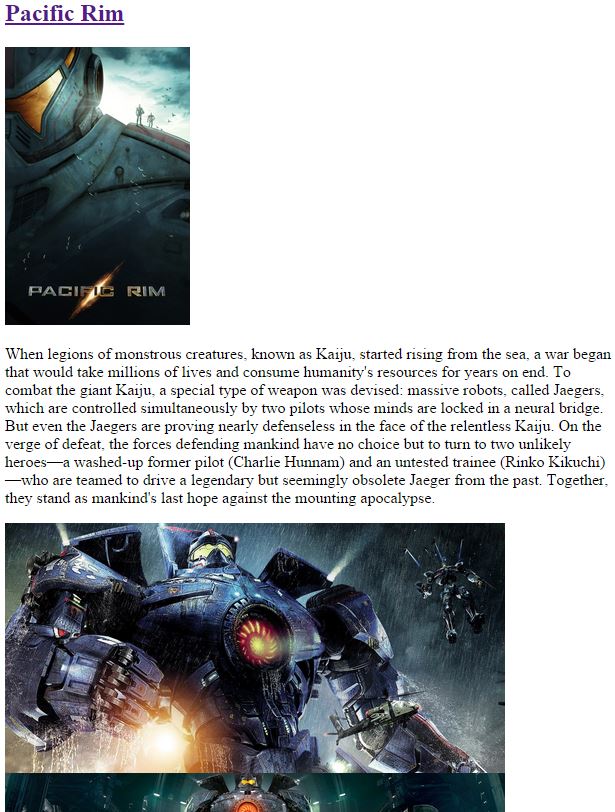 Pacific Rim
PACIFIC RIM
When legions of monstrous creatures, known as Kaiju, started rising from the sea, a war began
that would take millions of lives and consume humanity's resources for years on end. To
combat the giant Kaiju, a special type of weapon was devised: massive robots, called Jaegers,
which are controlled simultaneously by two pilots whose minds are locked in a neural bridge.
But even the Jaegers are proving nearly defenseless in the face of the relentless Kaiju. On the
verge of defeat, the forces defending mankind have no choice but to turn to two unlikely
heroes—a washed-up former pilot (Charlie Hunnam) and an untested trainee (Rinko Kikuchi)
—who are teamed to drive a legendary but seemingly obsolete Jaeger from the past. Together,
they stand as mankind's last hope against the mounting apocalypse.